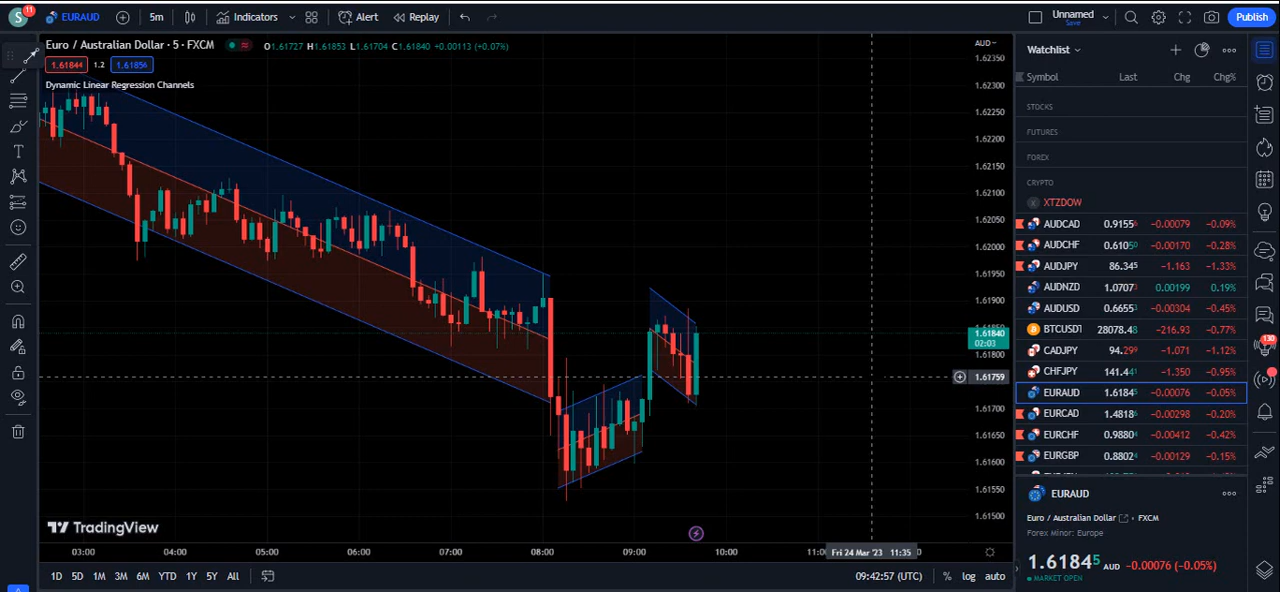 S 11 EURAUD 5m Indicators Alert Replay Unnamed Save Publish
Euro / Australian Dollar · 5 · FXCM O1.61727 H1.61853 L1.61704 C1.61840 +0.00113 (+0.07%)
1.61844 1.2 1.61856
Dynamic Linear Regression Channels
AUD
1.62350
1.62250
1.62200
1.62150
1.62100
1.62050
1.62000
1.61950
1.61900
1.61840
02:03
1.61800
1.61759
1.61700
1.61650
1.61600
1.61550
1.61500
TradingView
03:00 04:00 05:00 06:00 07:00 08:00 09:00 10:00 Fri 24 Mar '23 11:35
1D 5D 1M 3M 6M YTD 1Y 5Y All 09:42:57 (UTC) % log auto
Watchlist
Symbol Last Chg Chg%
STOCKS
FUTURES
FOREX
CRYPTO
XTZDOW
AUDCAD 0.91556 −0.00079 −0.09%
AUDCHF 0.61050 −0.00170 −0.28%
AUDJPY 86.345 −1.163 −1.33%
AUDNZD 1.07073 0.00199 0.19%
AUDUSD 0.66553 −0.00304 −0.45%
BTCUSDT 28078.48 −216.93 −0.77%
CADJPY 94.299 −1.071 −1.12%
CHFJPY 141.441 −1.350 −0.95%
EURAUD 1.61845 −0.00076 −0.05%
EURCAD 1.48186 −0.00298 −0.20%
EURCHF 0.98804 −0.00412 −0.42%
EURGBP 0.88024 −0.00129 −0.15%
EURAUD
Euro / Australian Dollar · FXCM
Forex Minor: Europe
1.61845 AUD −0.00076 (−0.05%)
MARKET OPEN
130